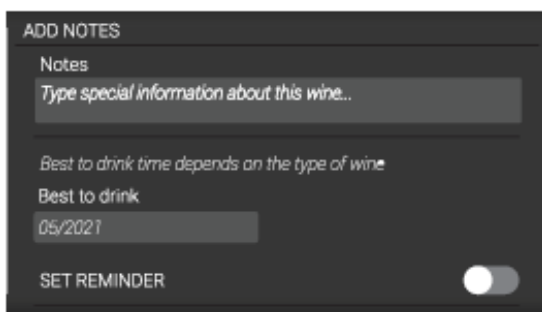 ADD NOTES
Notes
Type special information about this wine...
Best to drink time depends on the type of wine
Best to drink
05/2021
SET REMINDER